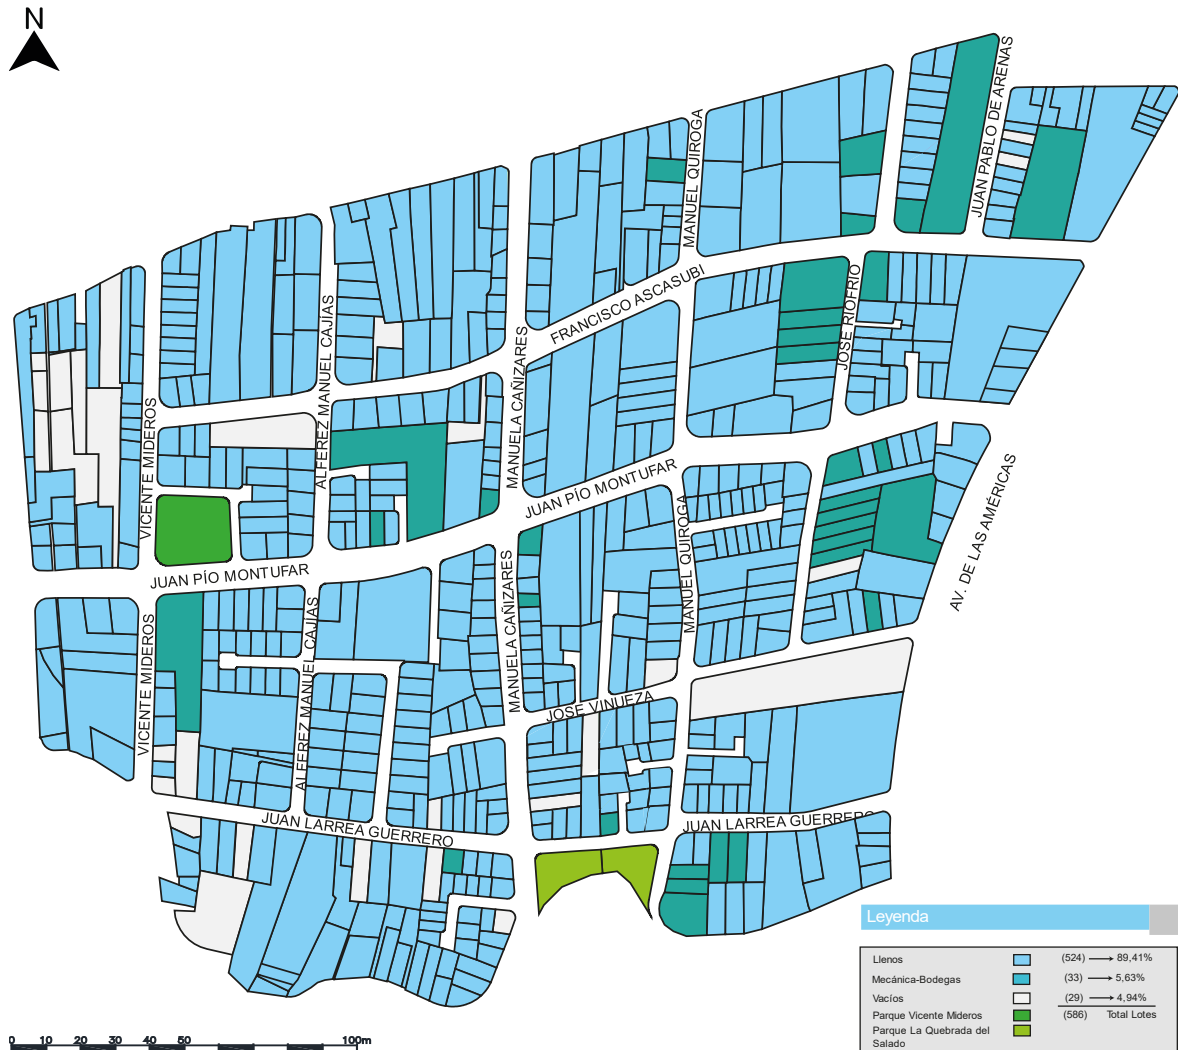 N
JUAN PABLO DE ARENAS
MANUEL QUIROGA
FRANCISCO ASCASUBI
JOSE RIOFRIO
ALFEREZ MANUEL CAJÍAS
MANUELA CAÑIZARES
VICENTE MIDEROS
JUAN PÍO MONTUFAR
MANUEL QUIROGA
AV. DE LAS AMÉRICAS
JUAN PÍO MONTUFAR
MANUELA CAÑIZARES
ALFEREZ MANUEL CAJÍAS
VICENTE MIDEROS
JOSE VINUEZA
JUAN LARREA GUERRERO
JUAN LARREA GUERRERO
Leyenda
Llenos (524) 89,41%
Mecánica-Bodegas (33) 5,63%
Vacíos (29) 4,94%
Parque Vicente Mideros (586) Total Lotes
Parque La Quebrada del
Salado
0 10 20 30 40 50 100m